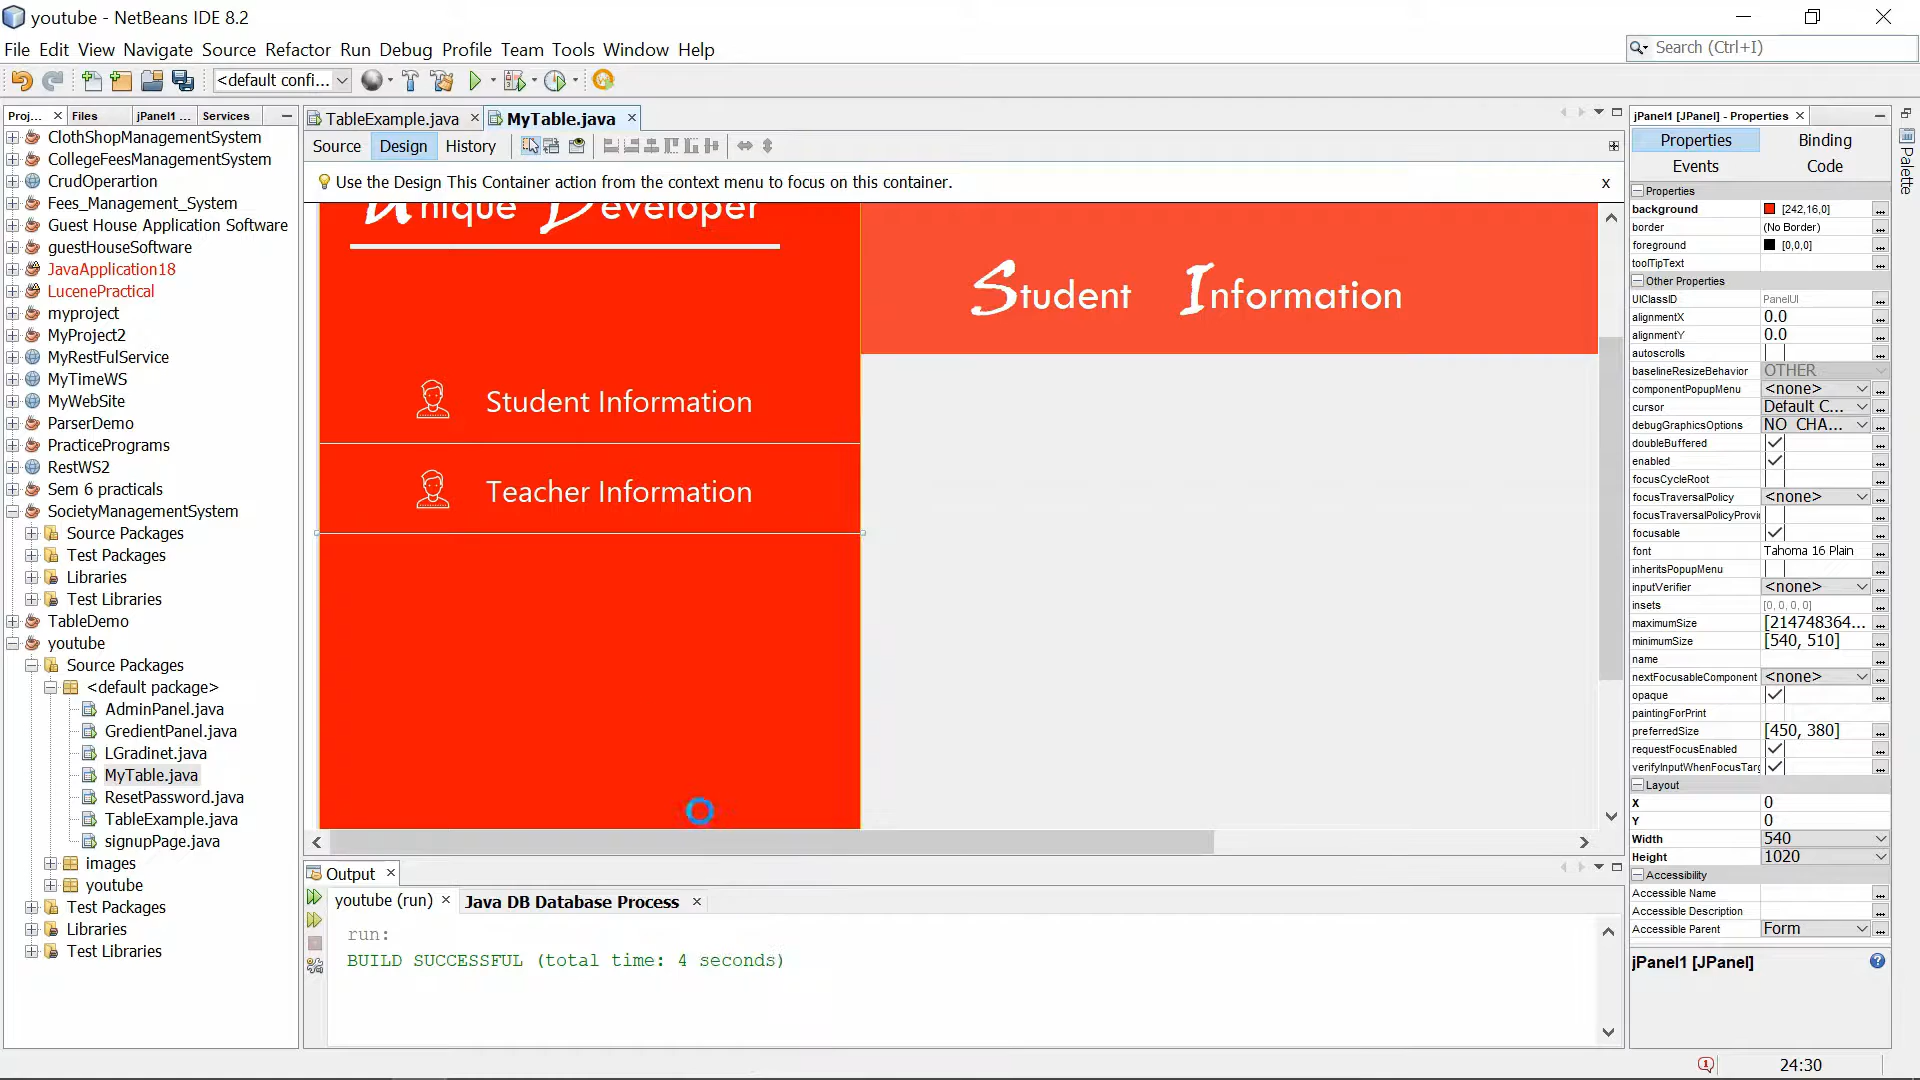 youtube - NetBeans IDE 8.2
File Edit View Navigate Source Refactor Run Debug Profile Team Tools Window Help
Search (Ctrl+I)
<default confi...
Proj... Files jPanel1 ... Services
ClothShopManagementSystem
CollegeFeesManagementSystem
CrudOperartion
Fees_Management_System
Guest House Application Software
guestHouseSoftware
JavaApplication18
LucenePractical
myproject
MyProject2
MyRestFulService
MyTimeWS
MyWebSite
ParserDemo
PracticePrograms
RestWS2
Sem 6 practicals
SocietyManagementSystem
Source Packages
Test Packages
Libraries
Test Libraries
TableDemo
youtube
Source Packages
<default package>
AdminPanel.java
GredientPanel.java
LGradinet.java
MyTable.java
ResetPassword.java
TableExample.java
signupPage.java
images
youtube
Test Packages
Libraries
Test Libraries
TableExample.java MyTable.java
Source Design History
Use the Design This Container action from the context menu to focus on this container. x
Unique Developer
Student Information
Student Information
Teacher Information
Output
youtube (run) Java DB Database Process
run:
BUILD SUCCESSFUL (total time: 4 seconds)
jPanel1 [JPanel] - Properties
Properties Binding
Events Code
Properties
background [242,16,0]
border (No Border)
foreground [0,0,0]
toolTipText
Other Properties
UIClassID PanelUI
alignmentX 0.0
alignmentY 0.0
autoscrolls
baselineResizeBehavior OTHER
componentPopupMenu <none>
cursor Default C...
debugGraphicsOptions NO_CHA...
doubleBuffered
enabled
focusCycleRoot
focusTraversalPolicy <none>
focusTraversalPolicyProvi
focusable
font Tahoma 16 Plain
inheritsPopupMenu
inputVerifier <none>
insets [0, 0, 0, 0]
maximumSize [214748364...
minimumSize [540, 510]
name
nextFocusableComponent <none>
opaque
paintingForPrint
preferredSize [450, 380]
requestFocusEnabled
verifyInputWhenFocusTarg
Layout
X 0
Y 0
Width 540
Height 1020
Accessibility
Accessible Name
Accessible Description
Accessible Parent Form
jPanel1 [JPanel]
Palette
24:30